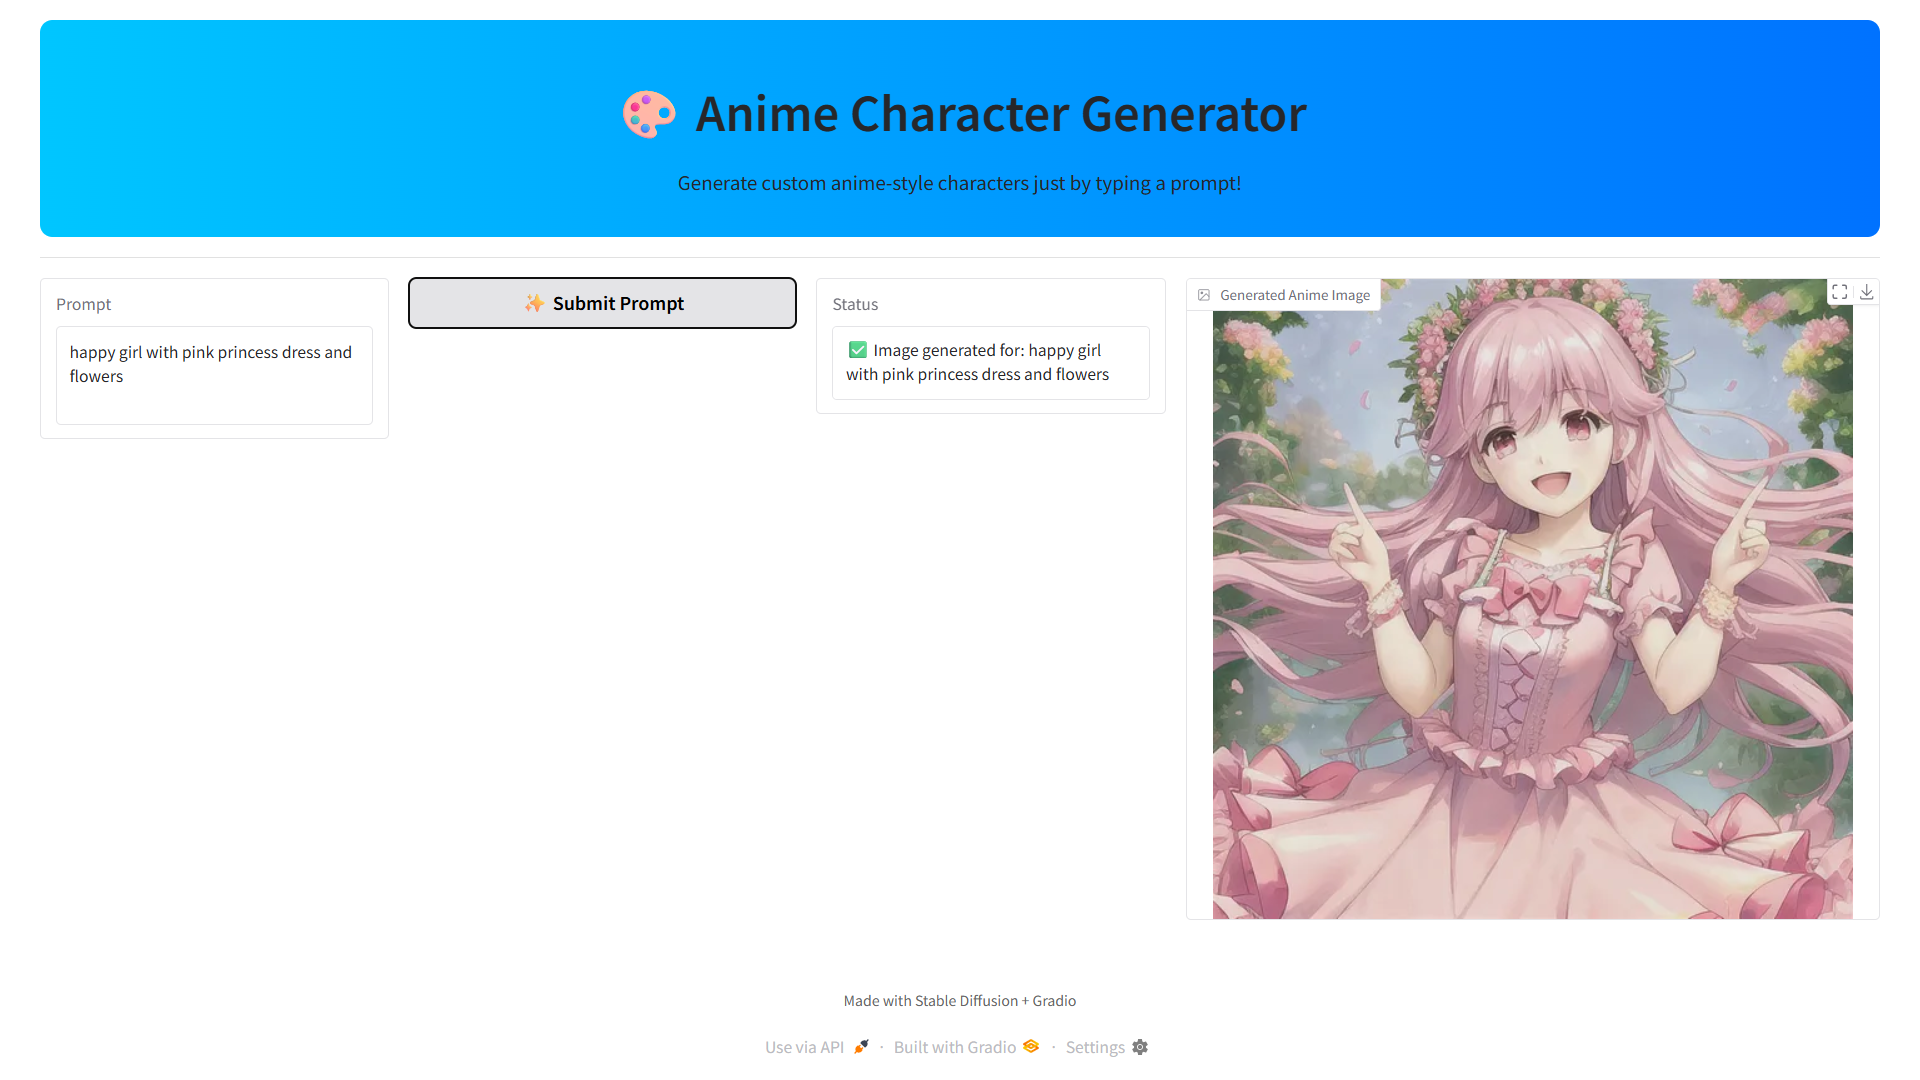 🎨 Anime Character Generator
Generate custom anime-style characters just by typing a prompt!
Prompt
happy girl with pink princess dress and
flowers
✨ Submit Prompt
Status
✅ Image generated for: happy girl
with pink princess dress and flowers
Generated Anime Image
Made with Stable Diffusion + Gradio
Use via API 🚀 · Built with Gradio · Settings ⚙️